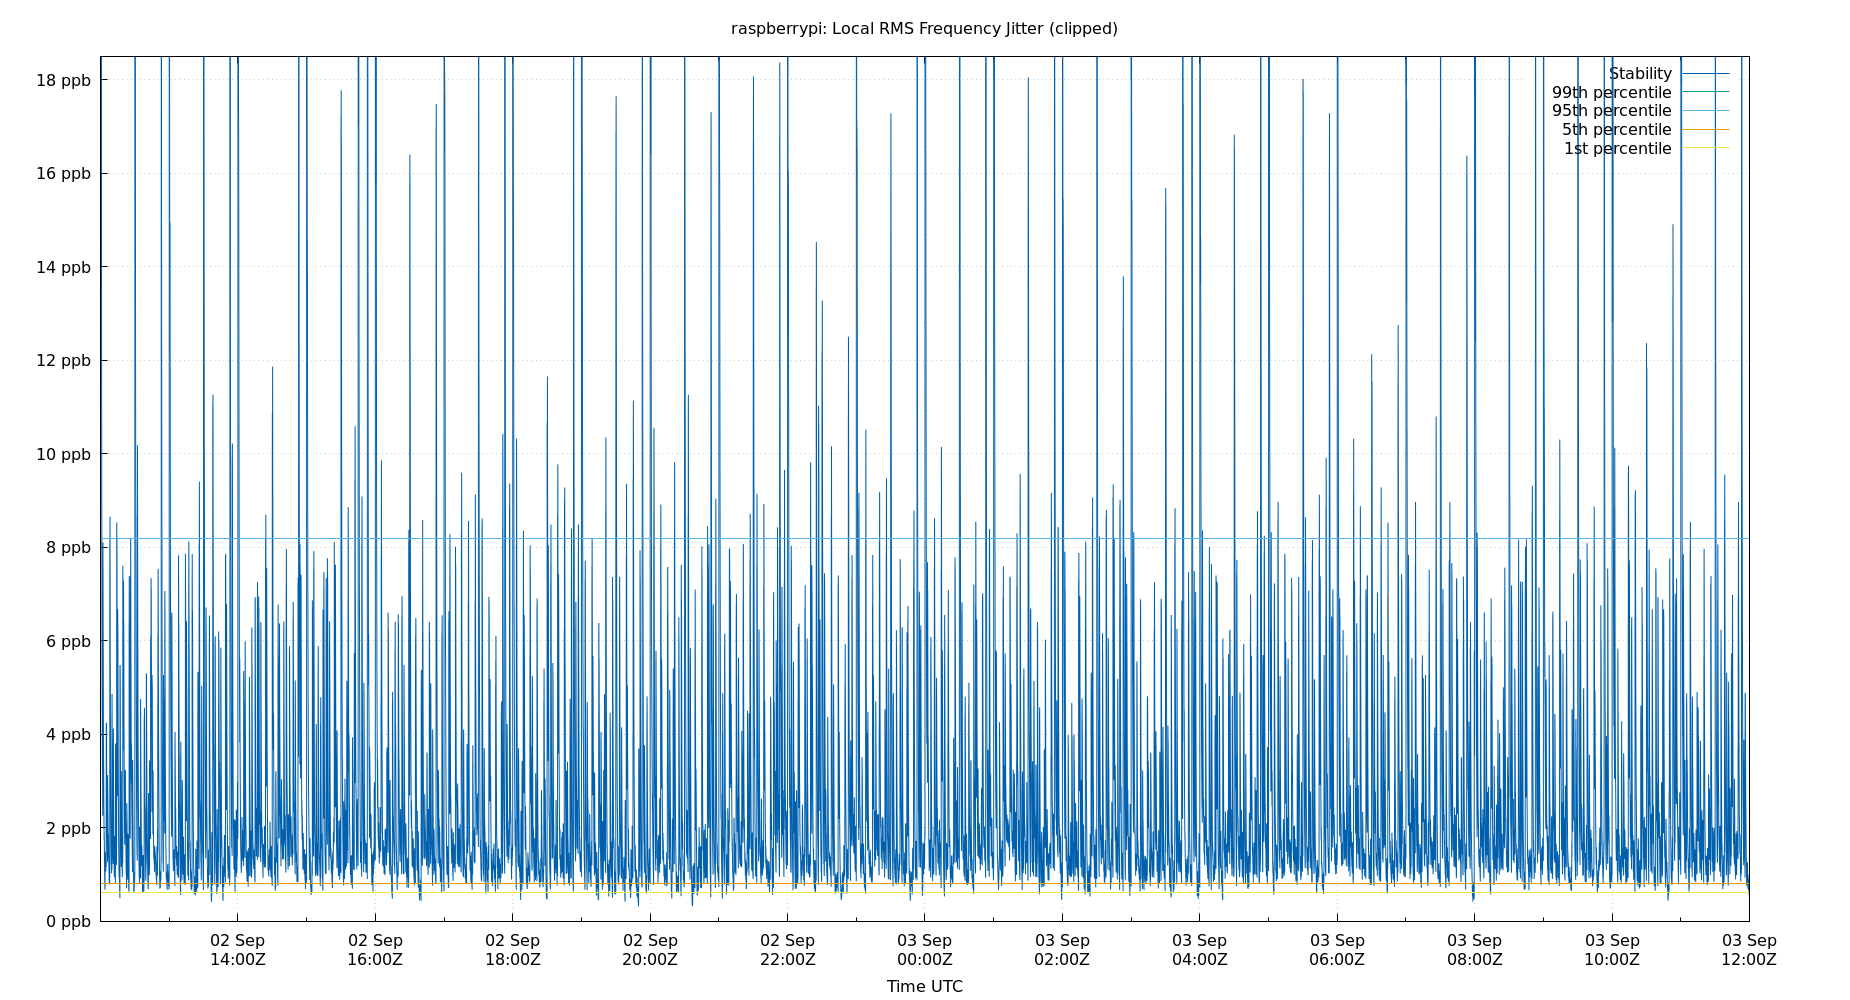 raspberrypi: Local RMS Frequency Jitter (clipped)
18 ppb
16 ppb
14 ppb
12 ppb
10 ppb
8 ppb
6 ppb
4 ppb
2 ppb
0 ppb
Stability
99th percentile
95th percentile
5th percentile
1st percentile
02 Sep 02 Sep 02 Sep 02 Sep 02 Sep 03 Sep 03 Sep 03 Sep 03 Sep 03 Sep 03 Sep 03 Sep
14:00Z 16:00Z 18:00Z 20:00Z 22:00Z 00:00Z 02:00Z 04:00Z 06:00Z 08:00Z 10:00Z 12:00Z
Time UTC